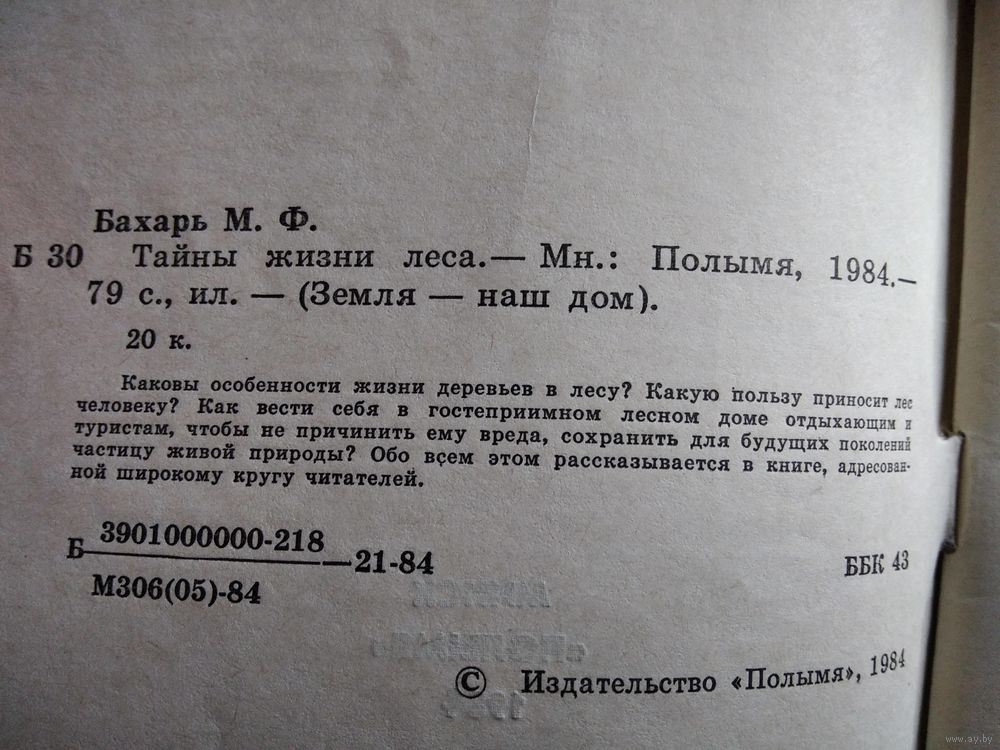 Бахарь М. Ф.
Б 30 Тайны жизни леса.— Мн.: Полымя, 1984.—
79 с., ил. — (Земля — наш дом).
20 к.
Каковы особенности жизни деревьев в лесу? Какую пользу приносит лес
человеку? Как вести себя в гостеприимном лесном доме отдыхающим и
туристам, чтобы не причинить ему вреда, сохранить для будущих поколений
частицу живой природы? Обо всем этом рассказывается в книге, адресован-
ной широкому кругу читателей.
3901000000-218
Б —21-84
М306(05)-84
ББК 43
© Издательство «Полымя», 1984
www.ay.by